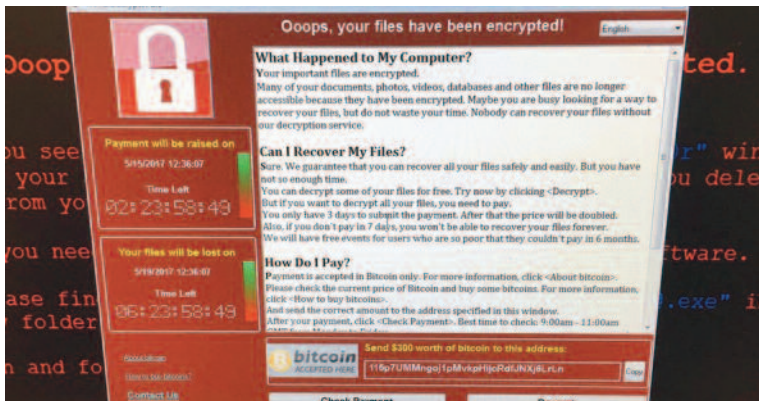 Ooops, your files have been encrypted!
English
What Happened to My Computer?
Your important files are encrypted.
Many of your documents, photos, videos, databases and other files are no longer
accessible because they have been encrypted. Maybe you are busy looking for a way to
recover your files, but do not waste your time. Nobody can recover your files without
our decryption service.
Can I Recover My Files?
Sure. We guarantee that you can recover all your files safely and easily. But you have
not so enough time.
You can decrypt some of your files for free. Try now by clicking <Decrypt>.
But if you want to decrypt all your files, you need to pay.
You only have 3 days to submit the payment. After that the price will be doubled.
Also, if you don't pay in 7 days, you won't be able to recover your files forever.
We will have free events for users who are so poor that they couldn't pay in 6 months.
How Do I Pay?
Payment is accepted in Bitcoin only. For more information, click <About bitcoin>.
Please check the current price of Bitcoin and buy some bitcoins. For more information,
click <How to buy bitcoins>.
And send the correct amount to the address specified in this window.
After your payment, click <Check Payment>. Best time to check: 9:00am - 11:00am
Payment will be raised on
5/15/2017 12:36:07
Time Left
02:23:58:49
Your files will be lost on
5/19/2017 12:36:07
Time Left
06:23:58:49
About bitcoin
How to buy bitcoins?
Contact Us
bitcoin
ACCEPTED HERE
Send $300 worth of bitcoin to this address:
Copy
Check Payment
Ooop
ted.
ou see
" win
your
u dele
rom yo
you nee
ftware.
ase fin
.exe" i
folder
n and fo